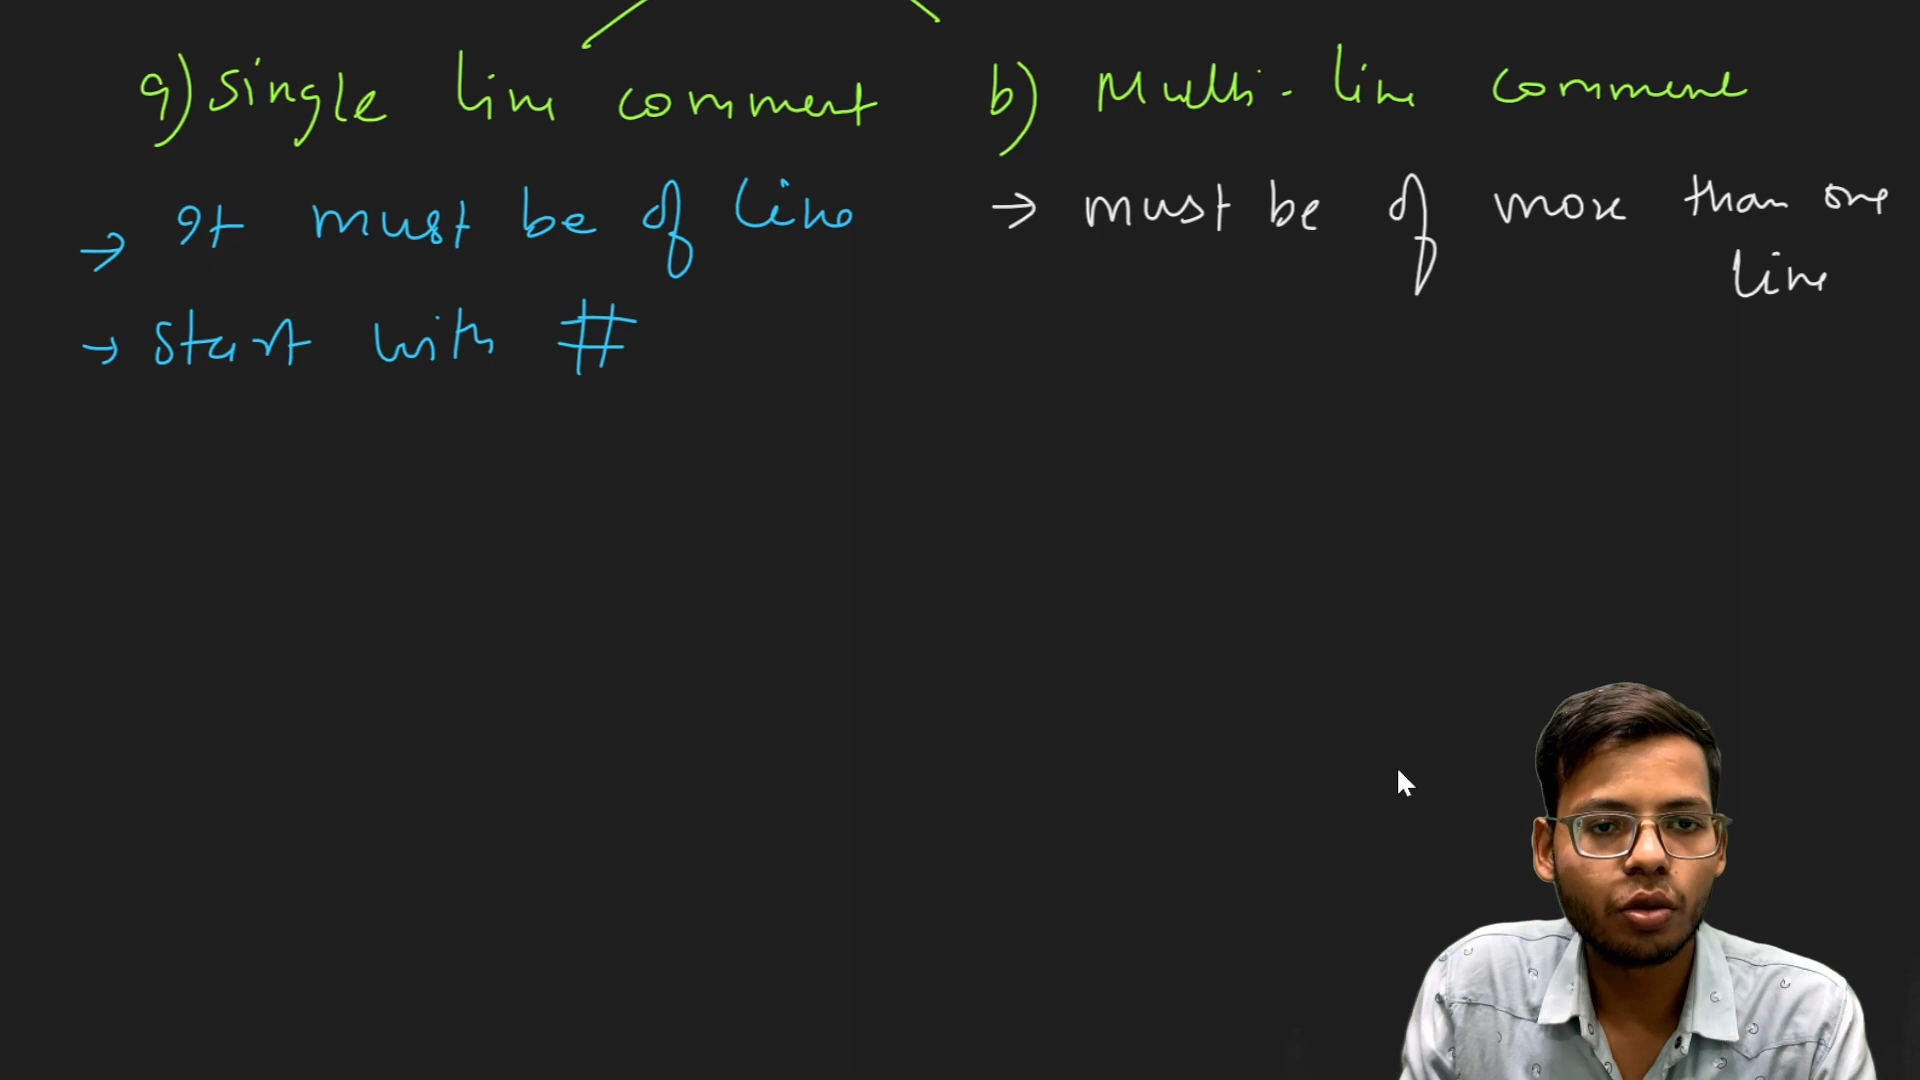 a) Single line comment
→ It must be of line
→ start with #
b) Multi-line comment
→ must be of more than one
line